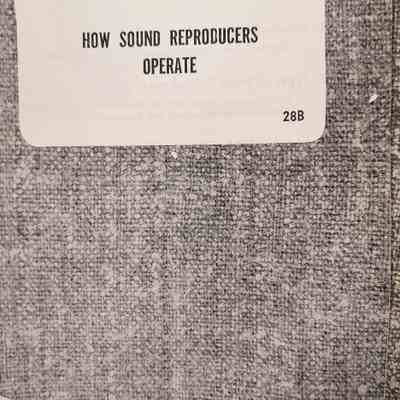 HOW SOUND REPRODUCERS
OPERATE
28B